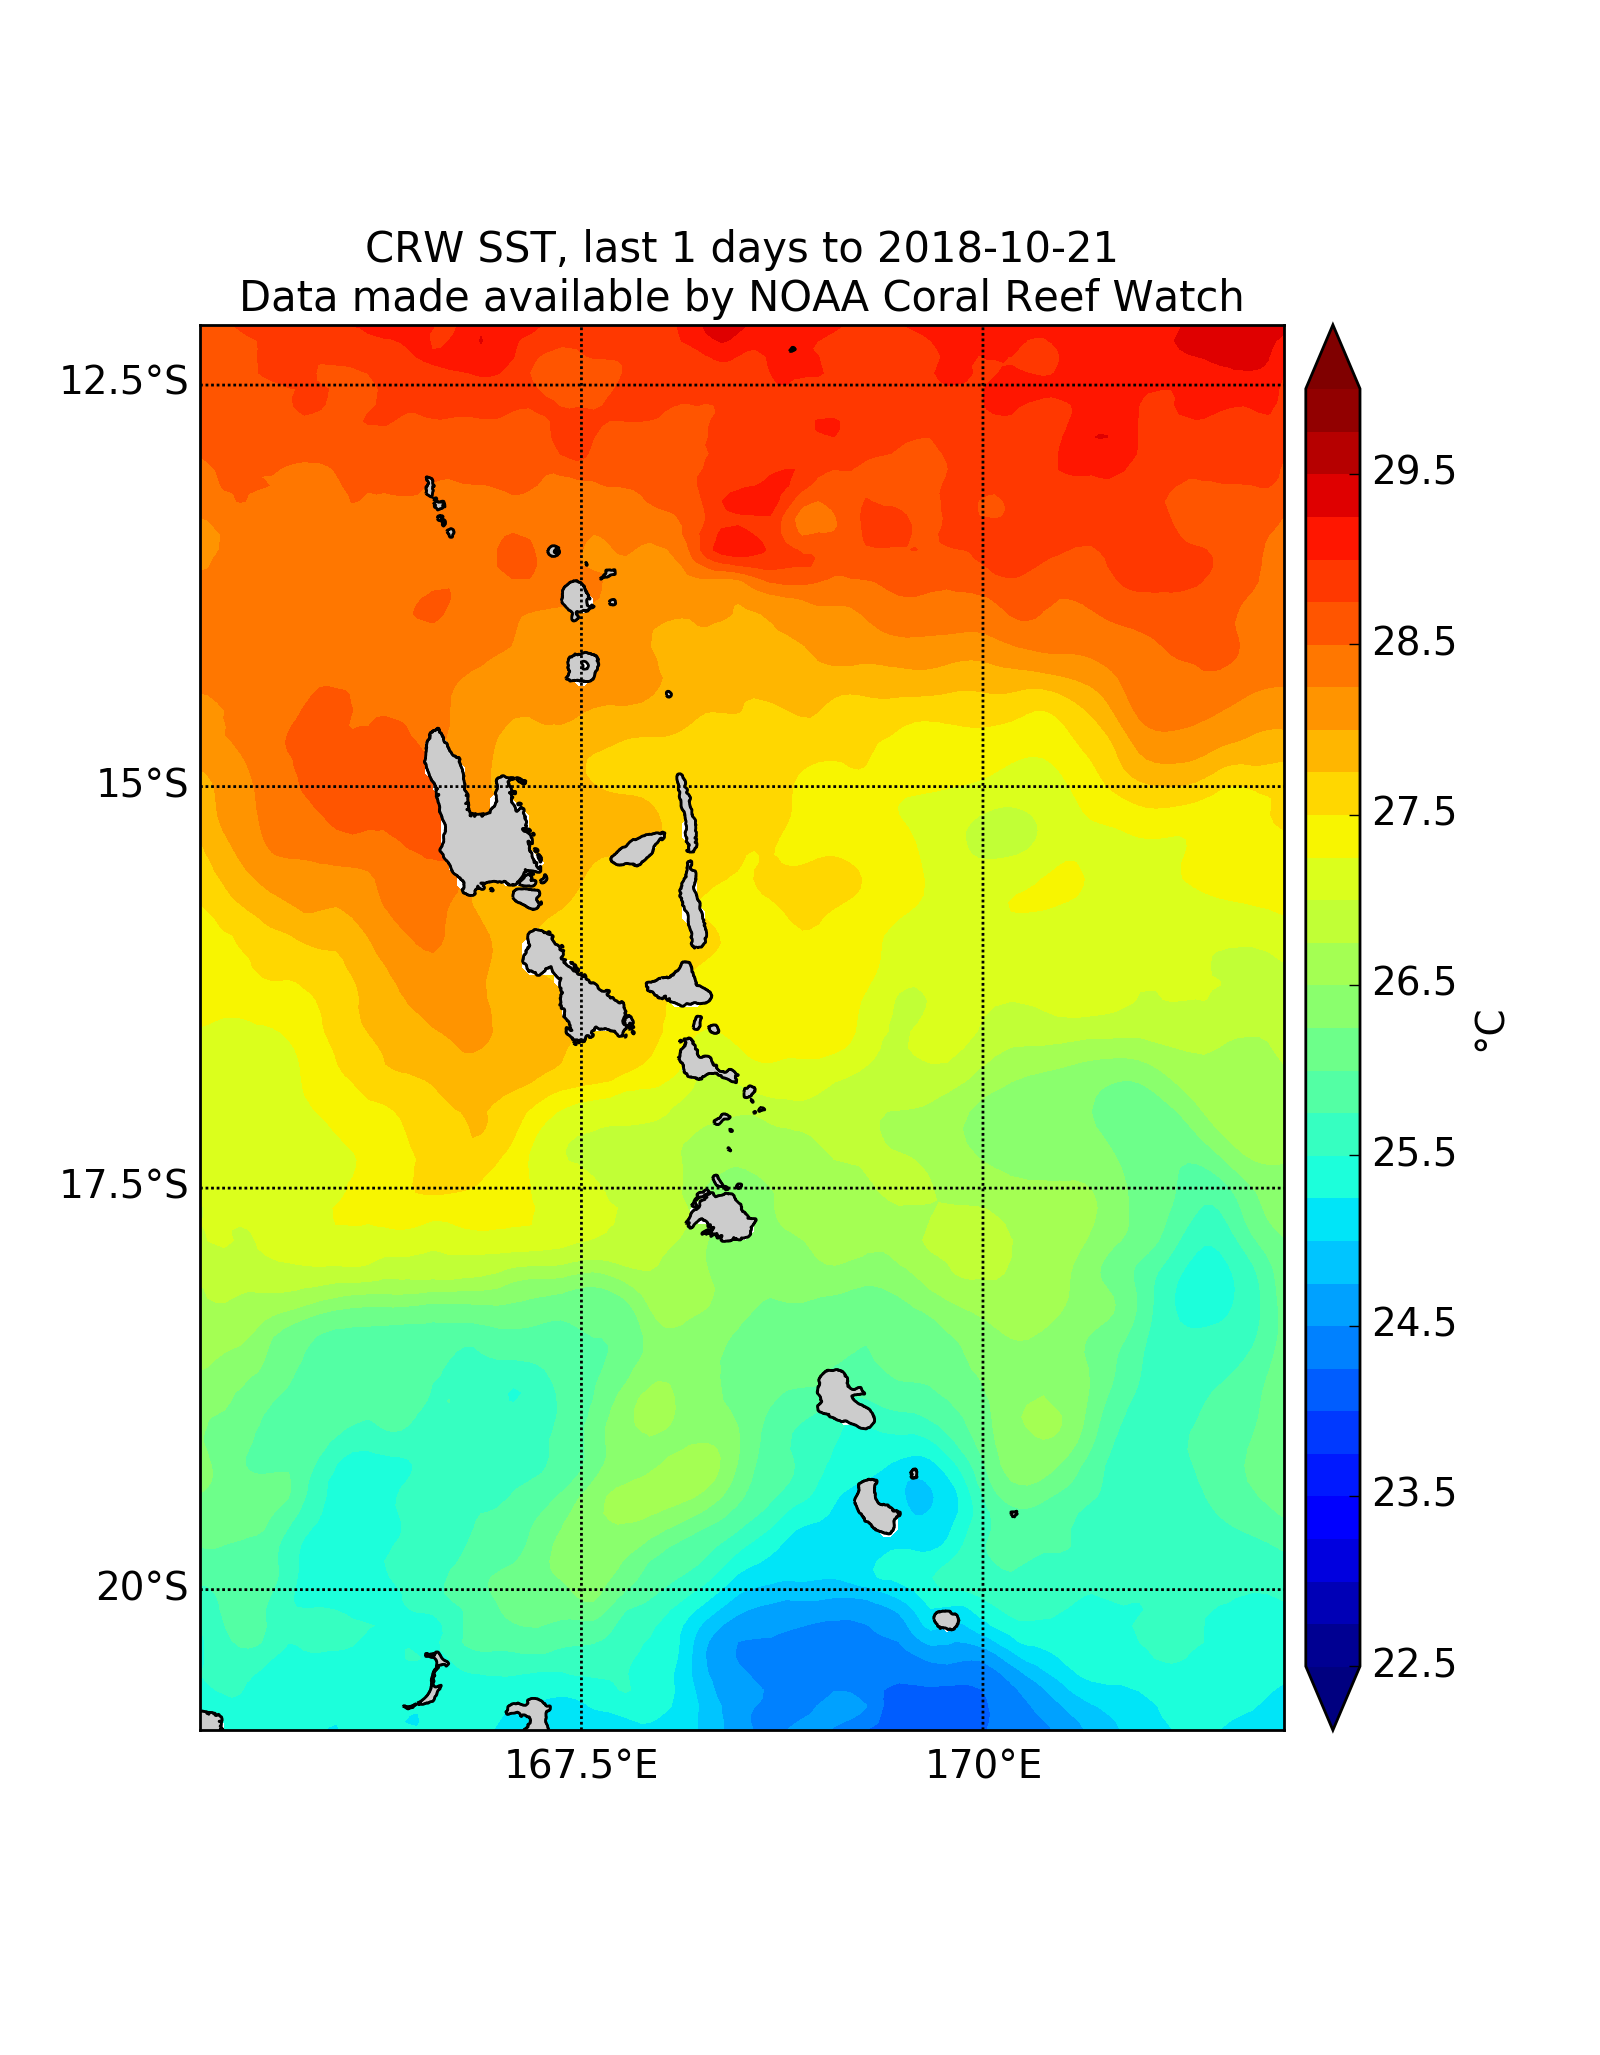 CRW SST, last 1 days to 2018-10-21
Data made available by NOAA Coral Reef Watch
12.5°S
15°S
17.5°S
20°S
167.5°E
170°E
29.5
28.5
27.5
26.5
25.5
24.5
23.5
22.5
°C